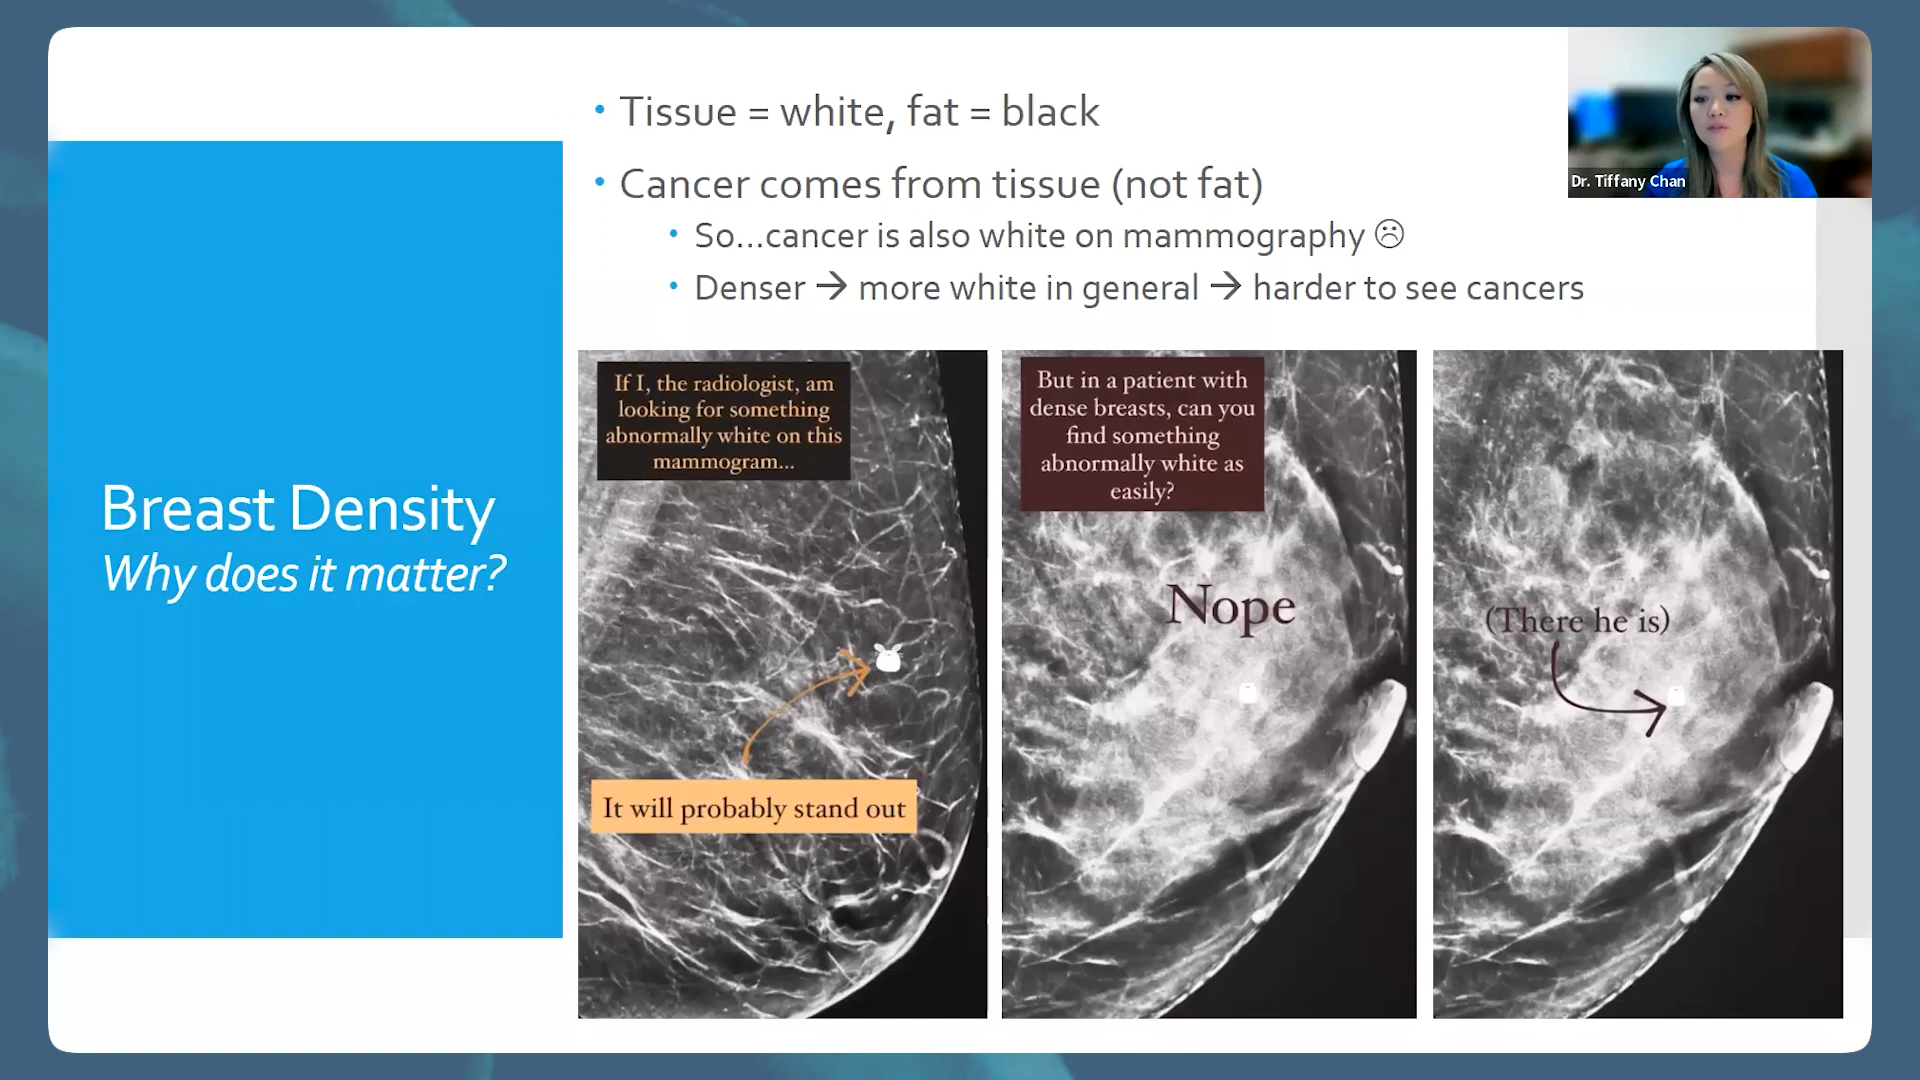 Breast Density
Why does it matter?
• Tissue = white, fat = black
• Cancer comes from tissue (not fat)
• So...cancer is also white on mammography ☹
• Denser → more white in general → harder to see cancers
Dr. Tiffany Chan
If I, the radiologist, am
looking for something
abnormally white on this
mammogram...
It will probably stand out
But in a patient with
dense breasts, can you
find something
abnormally white as
easily?
Nope
(There he is)